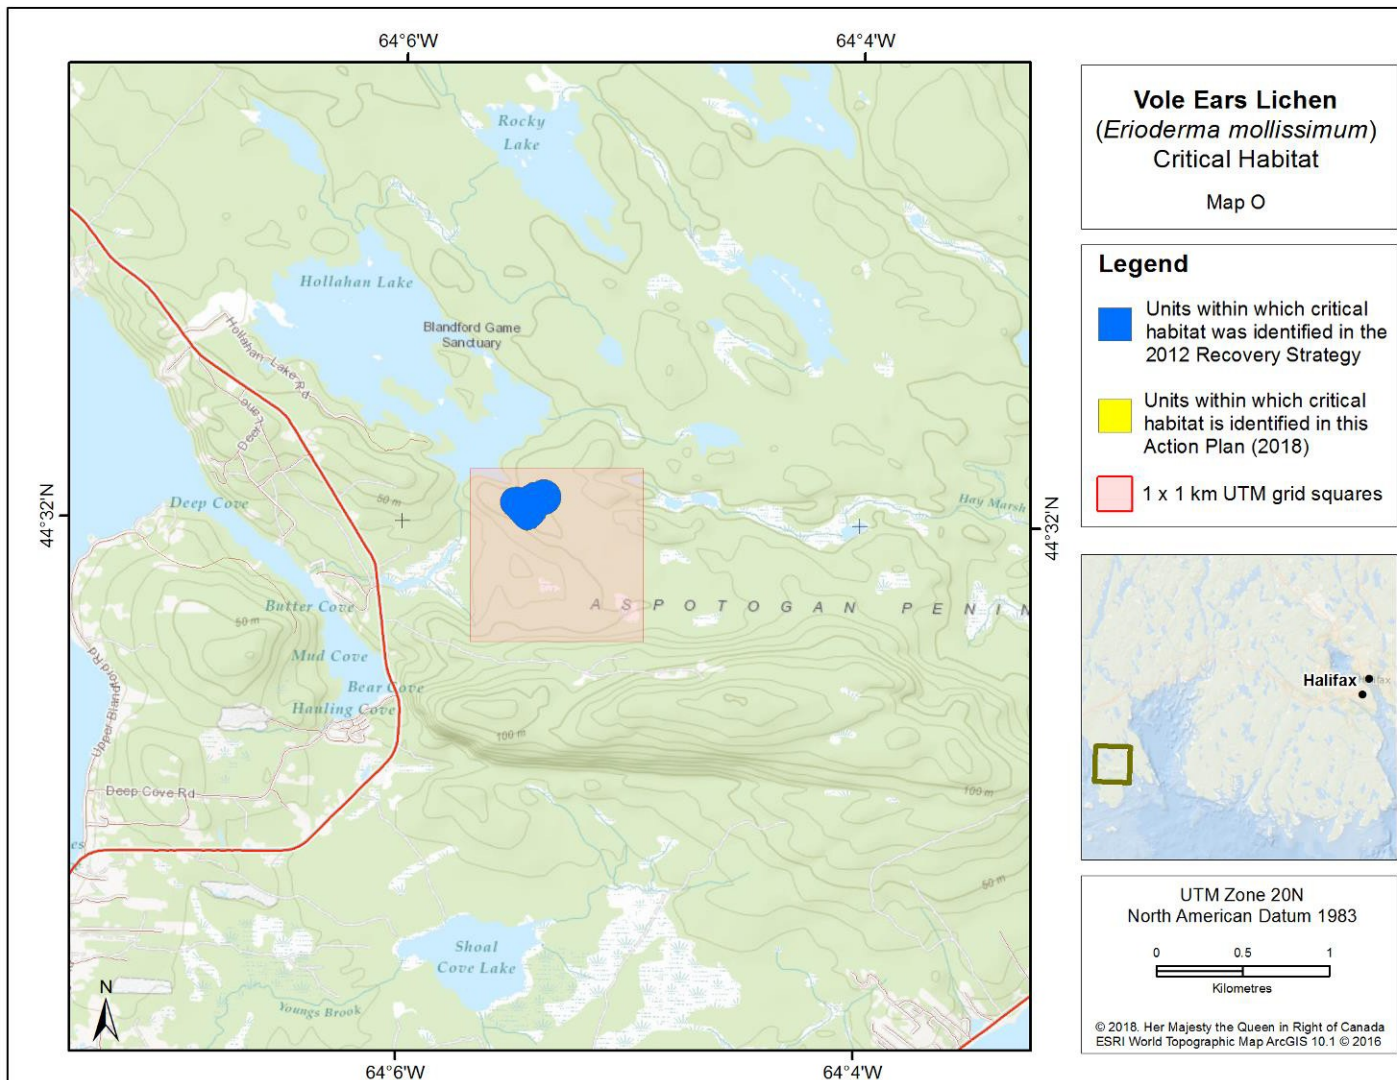 64°6'W
64°4'W
Rocky
Lake
Hollahan Lake
Blandford Game
Sanctuary
Hollahan Lake Rd
Deer Lane
50 m
Deep Cove
Hay Marsh
44°32'N
44°32'N
Butter Cove
ASPOTOGAN PENIN
50 m
Mud Cove
Bear Cove
Hauling Cove
Upper Blandford Rd
100 m
Deep Cove Rd
100 m
50 m
Shoal
Cove Lake
Youngs Brook
N
64°6'W
64°4'W
Vole Ears Lichen
(Erioderma mollissimum)
Critical Habitat
Map O
Legend
Units within which critical
habitat was identified in the
2012 Recovery Strategy
Units within which critical
habitat is identified in this
Action Plan (2018)
1 x 1 km UTM grid squares
Halifax
Halifax
UTM Zone 20N
North American Datum 1983
0 0.5 1
Kilometres
© 2018. Her Majesty the Queen in Right of Canada
ESRI World Topographic Map ArcGIS 10.1 © 2016